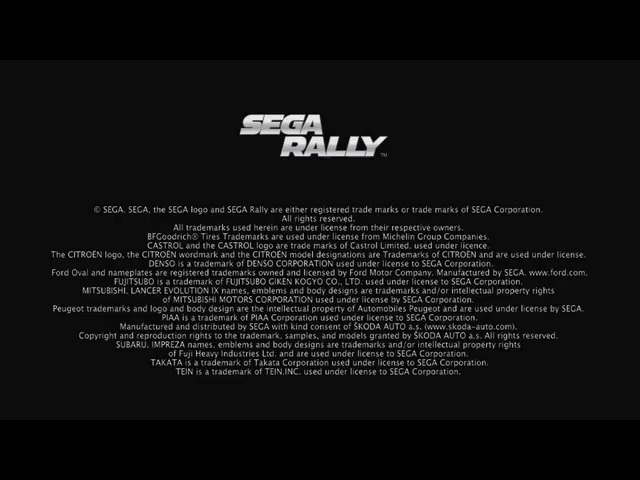 SEGA
RALLY™
© SEGA. SEGA, the SEGA logo and SEGA Rally are either registered trade marks or trade marks of SEGA Corporation.
All rights reserved.
All trademarks used herein are under license from their respective owners.
BFGoodrich® Tires Trademarks are used under license from Michelin Group Companies.
CASTROL and the CASTROL logo are trade marks of Castrol Limited, used under licence.
The CITROËN logo, the CITROËN wordmark and the CITROËN model designations are Trademarks of CITROËN and are used under license.
DENSO is a trademark of DENSO CORPORATION used under license to SEGA Corporation.
Ford Oval and nameplates are registered trademarks owned and licensed by Ford Motor Company. Manufactured by SEGA. www.ford.com.
FUJITSUBO is a trademark of FUJITSUBO GIKEN KOGYO CO., LTD. used under license to SEGA Corporation.
MITSUBISHI, LANCER EVOLUTION IX names, emblems and body designs are trademarks and/or intellectual property rights
of MITSUBISHI MOTORS CORPORATION used under license by SEGA Corporation.
Peugeot trademarks and logo and body design are the intellectual property of Automobiles Peugeot and are used under license by SEGA.
PIAA is a trademark of PIAA Corporation used under license to SEGA Corporation.
Manufactured and distributed by SEGA with kind consent of ŠKODA AUTO a.s. (www.skoda-auto.com).
Copyright and reproduction rights to the trademark, samples, and models granted by ŠKODA AUTO a.s. All rights reserved.
SUBARU, IMPREZA names, emblems and body designs are trademarks and/or intellectual property rights
of Fuji Heavy Industries Ltd. and are used under license to SEGA Corporation.
TAKATA is a trademark of Takata Corporation used under license to SEGA Corporation.
TEIN is a trademark of TEIN,INC. used under license to SEGA Corporation.